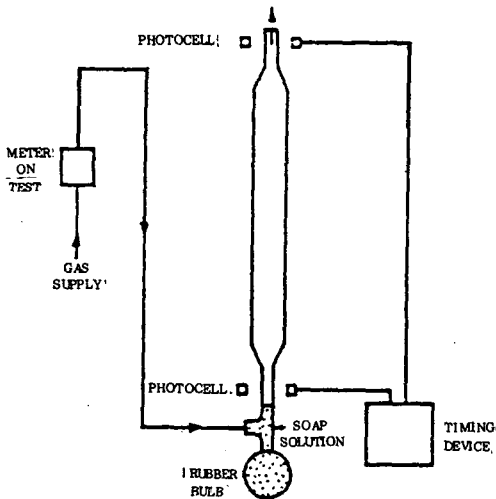 PHOTOCELL
METER
ON
TEST
GAS
SUPPLY
PHOTOCELL.
SOAP
SOLUTION
TIMING
DEVICE
RUBBER
BULB